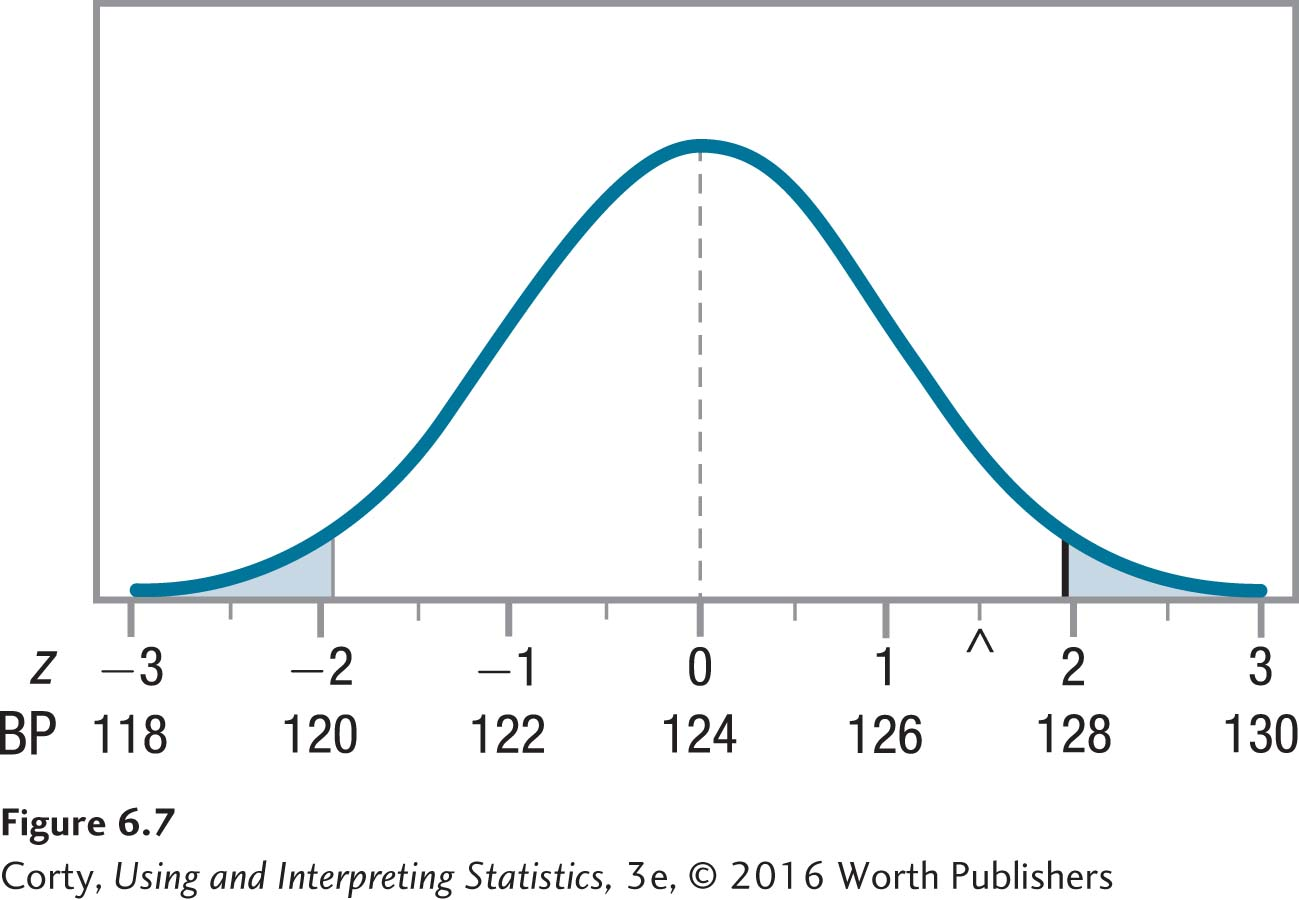 ^
z –3 –2 –1 0 1 2 3
BP 118 120 122 124 126 128 130
Figure 6.7
Corty, Using and Interpreting Statistics, 3e, © 2016 Worth Publishers